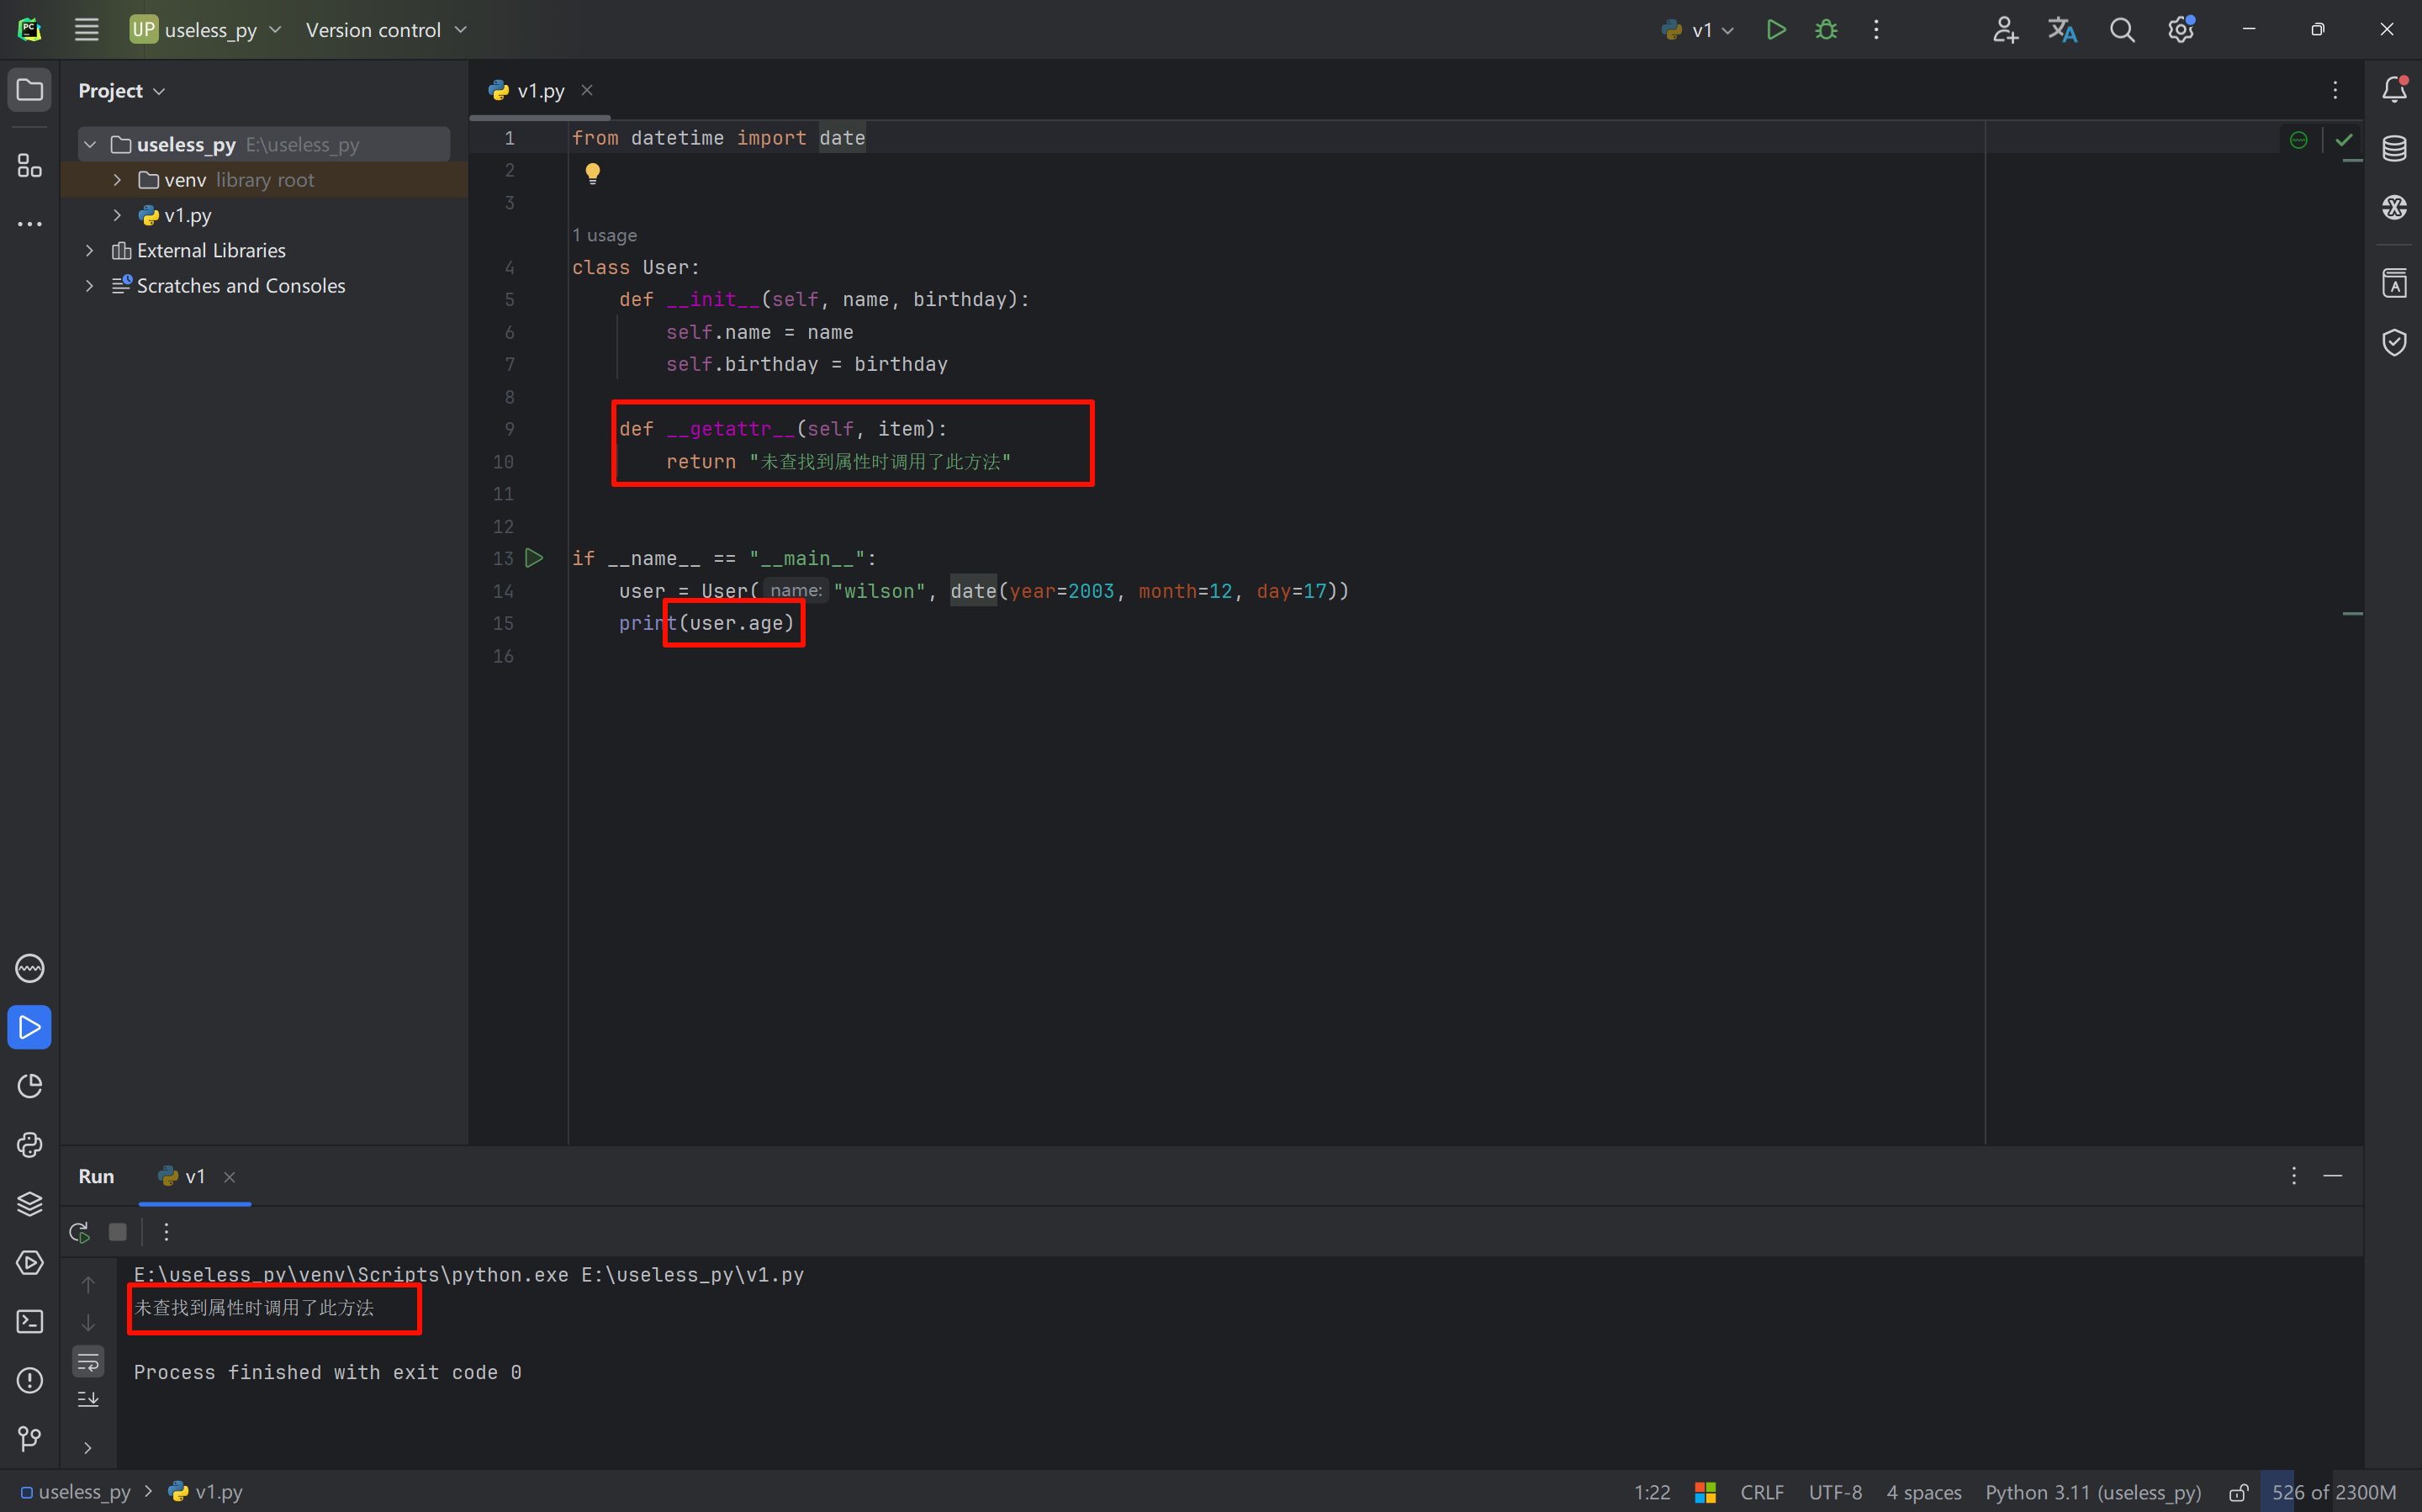 UP useless_py Version control v1
Project
v1.py
useless_py E:\useless_py
venv library root
v1.py
External Libraries
Scratches and Consoles
1 from datetime import date
2
3
1 usage
4 class User:
5 def __init__(self, name, birthday):
6 self.name = name
7 self.birthday = birthday
8
9 def __getattr__(self, item):
10 return "未查找到属性时调用了此方法"
11
12
13 if __name__ == "__main__":
14 user = User( name: "wilson", date(year=2003, month=12, day=17))
15 print(user.age)
16
Run v1
E:\useless_py\venv\Scripts\python.exe E:\useless_py\v1.py
未查找到属性时调用了此方法
Process finished with exit code 0
useless_py > v1.py 1:22 CRLF UTF-8 4 spaces Python 3.11 (useless_py) 526 of 2300M